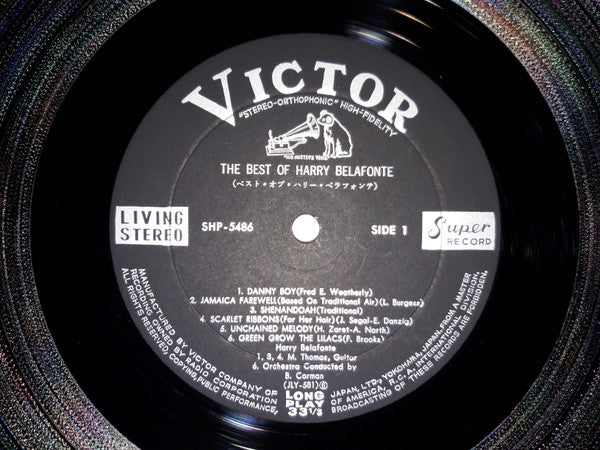 VICTOR
"STEREO-ORTHOPHONIC" HIGH-FIDELITY
"HIS MASTER'S VOICE"
THE BEST OF HARRY BELAFONTE
(ベスト・オブ・ハリー・ベラフォンテ)
LIVING
STEREO
SHP-5486
SIDE 1
Super
RECORD
1. DANNY BOY(Fred E. Weatherly)
2. JAMAICA FAREWELL(Based On Traditional Air)(L. Burgess)
3. SHENANDOAH(Traditional)
4. SCARLET RIBBONS(For Her Hair)(J. Segal-E. Danzig)
5. UNCHAINED MELODY(H. Zaret-A. North)
6. GREEN GROW THE LILACS(F. Brooks)
Harry Belafonte
1, 3, 4. M. Thomas, Guitar
6 Orchestra Conducted by
B. Corman
(JLY-581)Ⓔ
LONG
PLAY
33 1/3
MANUFACTURED BY VICTOR COMPANY OF JAPAN, LTD., YOKOHAMA, JAPAN, FROM A MASTER
RECORDING OWNED BY RADIO CORPORATION OF AMERICA, R.C.A. INTERNATIONAL DIVISION.
ALL RIGHTS RESERVED, COPYING, PUBLIC PERFORMANCE, BROADCASTING OF THESE RECORDS ARE FORBIDDEN.